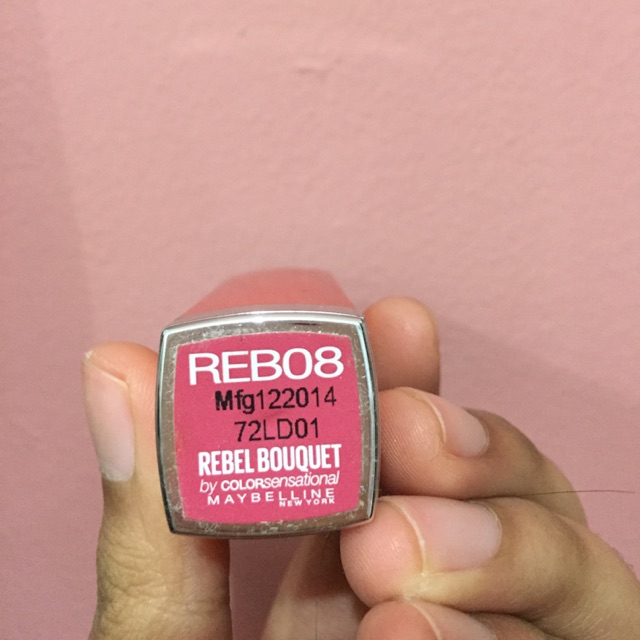 REB08
Mfg122014
72LD01
REBEL BOUQUET
by COLORsensational
MAYBELLINE
NEW YORK